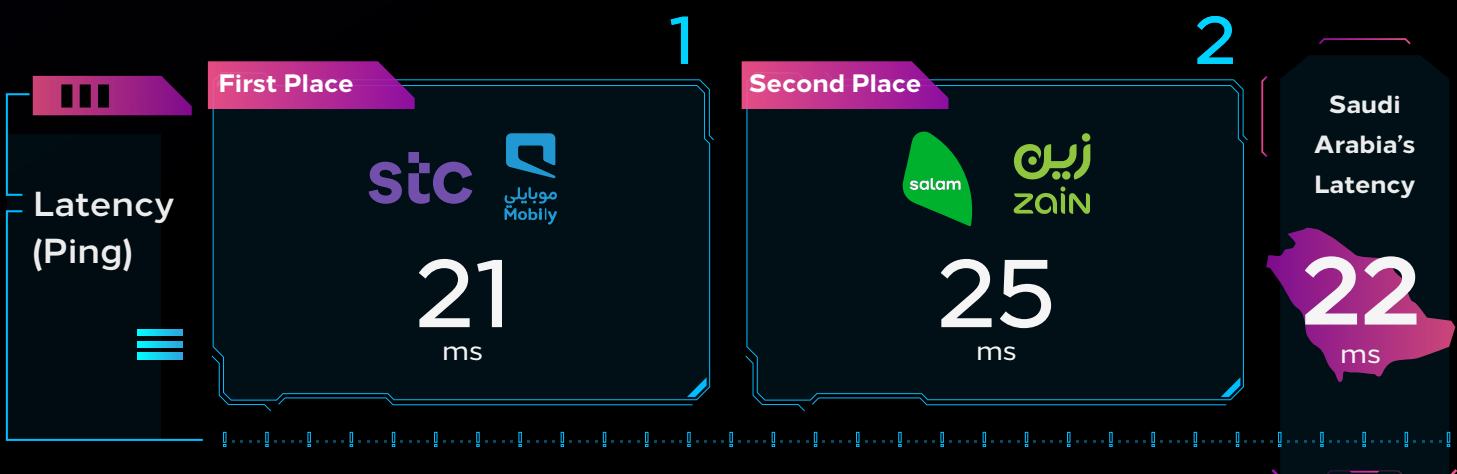 Latency
(Ping)
1
First Place
stc
موبايلي
Mobily
21
ms
2
Second Place
salam
زين
zain
25
ms
Saudi
Arabia's
Latency
22
ms